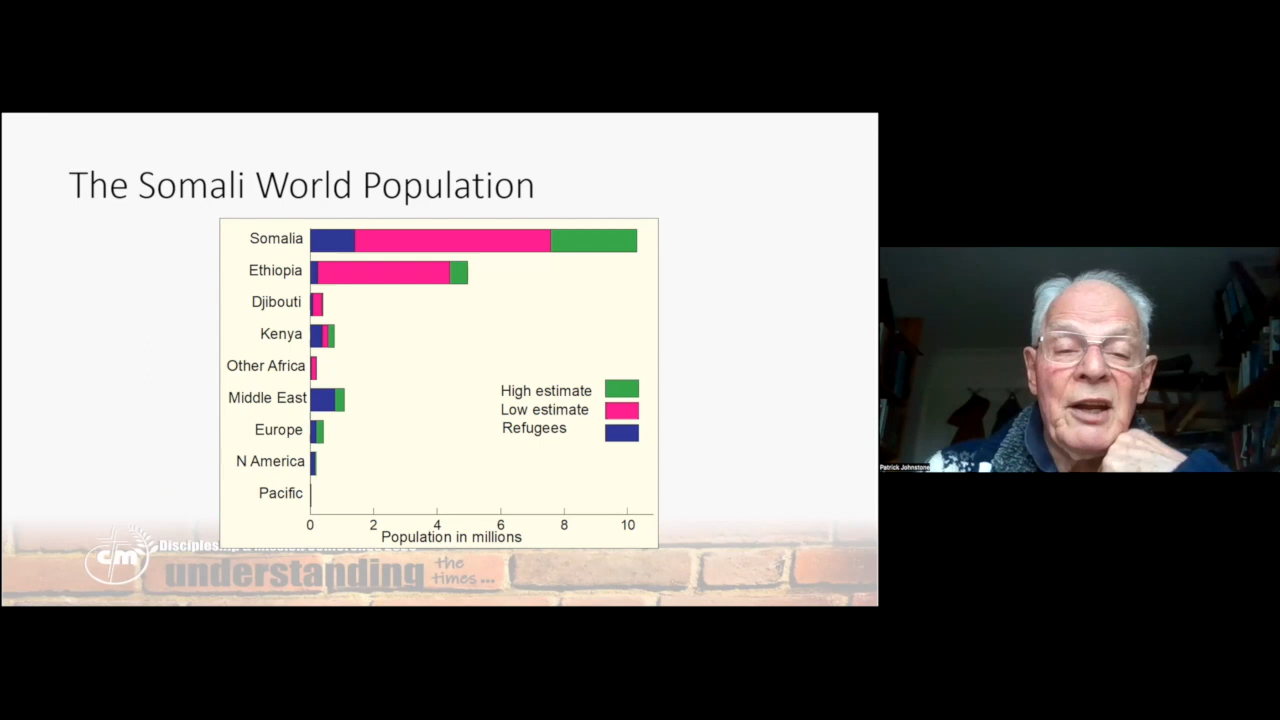 The Somali World Population
Somalia
Ethiopia
Djibouti
Kenya
Other Africa
Middle East
Europe
N America
Pacific
High estimate
Low estimate
Refugees
0 2 4 6 8 10
Population in millions
cm
understanding
the
times...
Patrick Johnstone